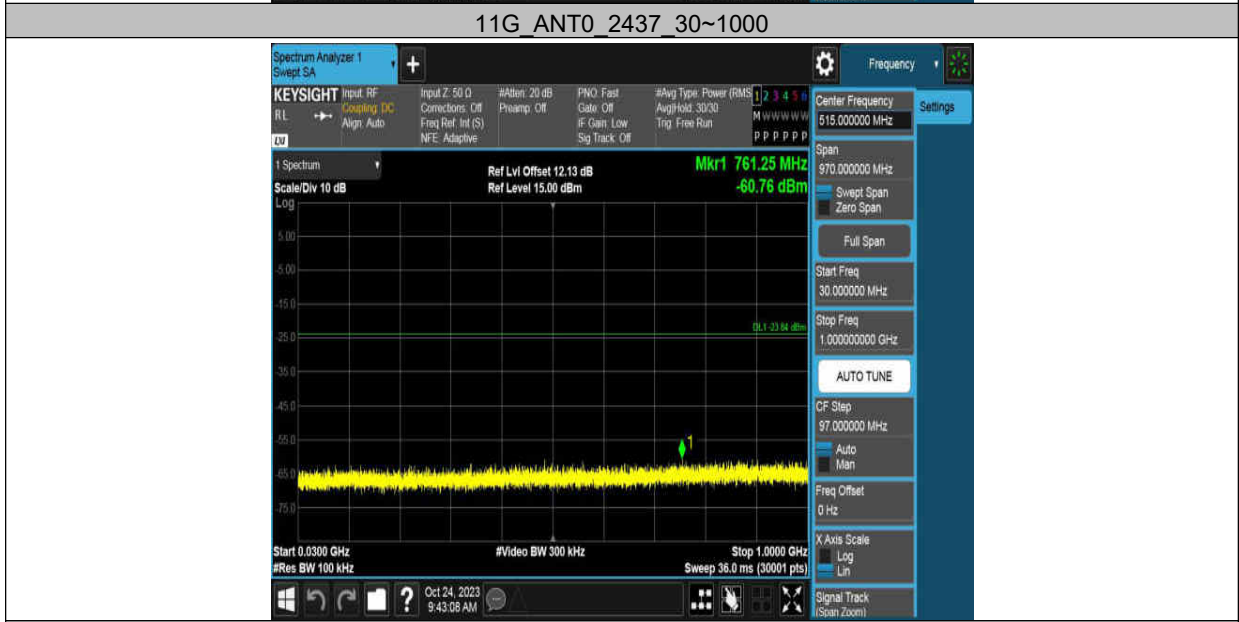 11G_ANT0_2437_30~1000
Spectrum Analyzer 1
Swept SA
+
Frequency
KEYSIGHT
RL
LXI
Input: RF
Coupling: DC
Align: Auto
Input Z: 50 Ω
Corrections: Off
Freq Ref: Int (S)
NFE: Adaptive
#Atten: 20 dB
Preamp: Off
PNO: Fast
Gate: Off
IF Gain: Low
Sig Track: Off
#Avg Type: Power (RMS
Avg|Hold: 30/30
Trig: Free Run
1 2 3 4 5 6
M W W W W W
P P P P P P
Center Frequency
515.000000 MHz
Settings
1 Spectrum
Scale/Div 10 dB
Log
Ref Lvl Offset 12.13 dB
Ref Level 15.00 dBm
Mkr1 761.25 MHz
-60.76 dBm
Span
970.000000 MHz
Swept Span
Zero Span
Full Span
Start Freq
30.000000 MHz
Stop Freq
1.000000000 GHz
AUTO TUNE
CF Step
97.000000 MHz
Auto
Man
Freq Offset
0 Hz
X Axis Scale
Log
Lin
Signal Track
(Span Zoom)
5.00
-5.00
-15.0
DL1 -23.84 dBm
-25.0
-35.0
-45.0
-55.0
1
-65.0
-75.0
Start 0.0300 GHz
#Res BW 100 kHz
#Video BW 300 kHz
Stop 1.0000 GHz
Sweep 36.0 ms (30001 pts)
?
Oct 24, 2023
9:43:08 AM